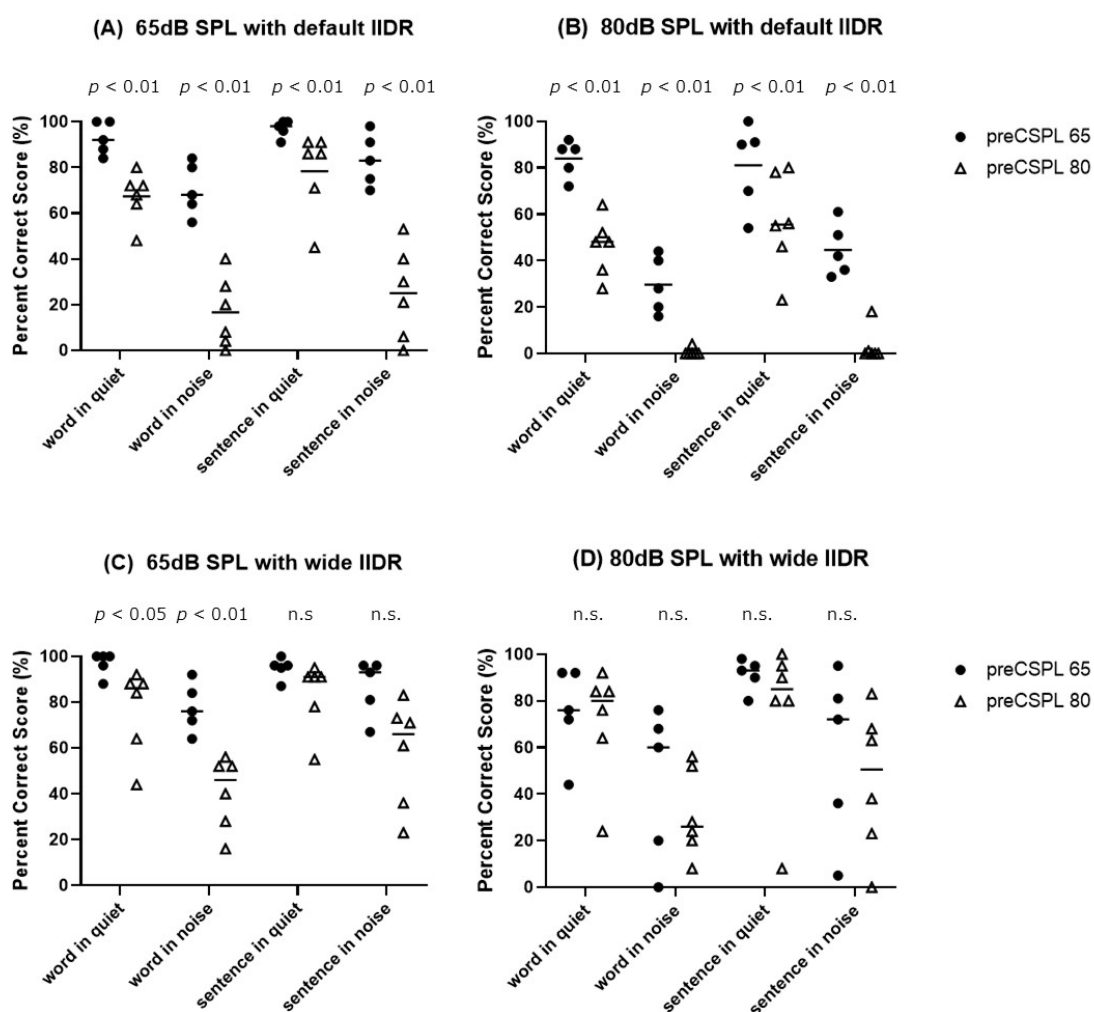 (A) 65dB SPL with default IIDR
p < 0.01 p < 0.01 p < 0.01 p < 0.01
Percent Correct Score (%)
100
80
60
40
20
0
word in quiet
word in noise
sentence in quiet
sentence in noise
(B) 80dB SPL with default IIDR
p < 0.01 p < 0.01 p < 0.01 p < 0.01
Percent Correct Score (%)
100
80
60
40
20
0
word in quiet
word in noise
sentence in quiet
sentence in noise
preCSPL 65
preCSPL 80
(C) 65dB SPL with wide IIDR
p < 0.05 p < 0.01 n.s n.s.
Percent Correct Score (%)
100
80
60
40
20
0
word in quiet
word in noise
sentence in quiet
sentence in noise
(D) 80dB SPL with wide IIDR
n.s. n.s. n.s. n.s.
Percent Correct Score (%)
100
80
60
40
20
0
word in quiet
word in noise
sentence in quiet
sentence in noise
preCSPL 65
preCSPL 80